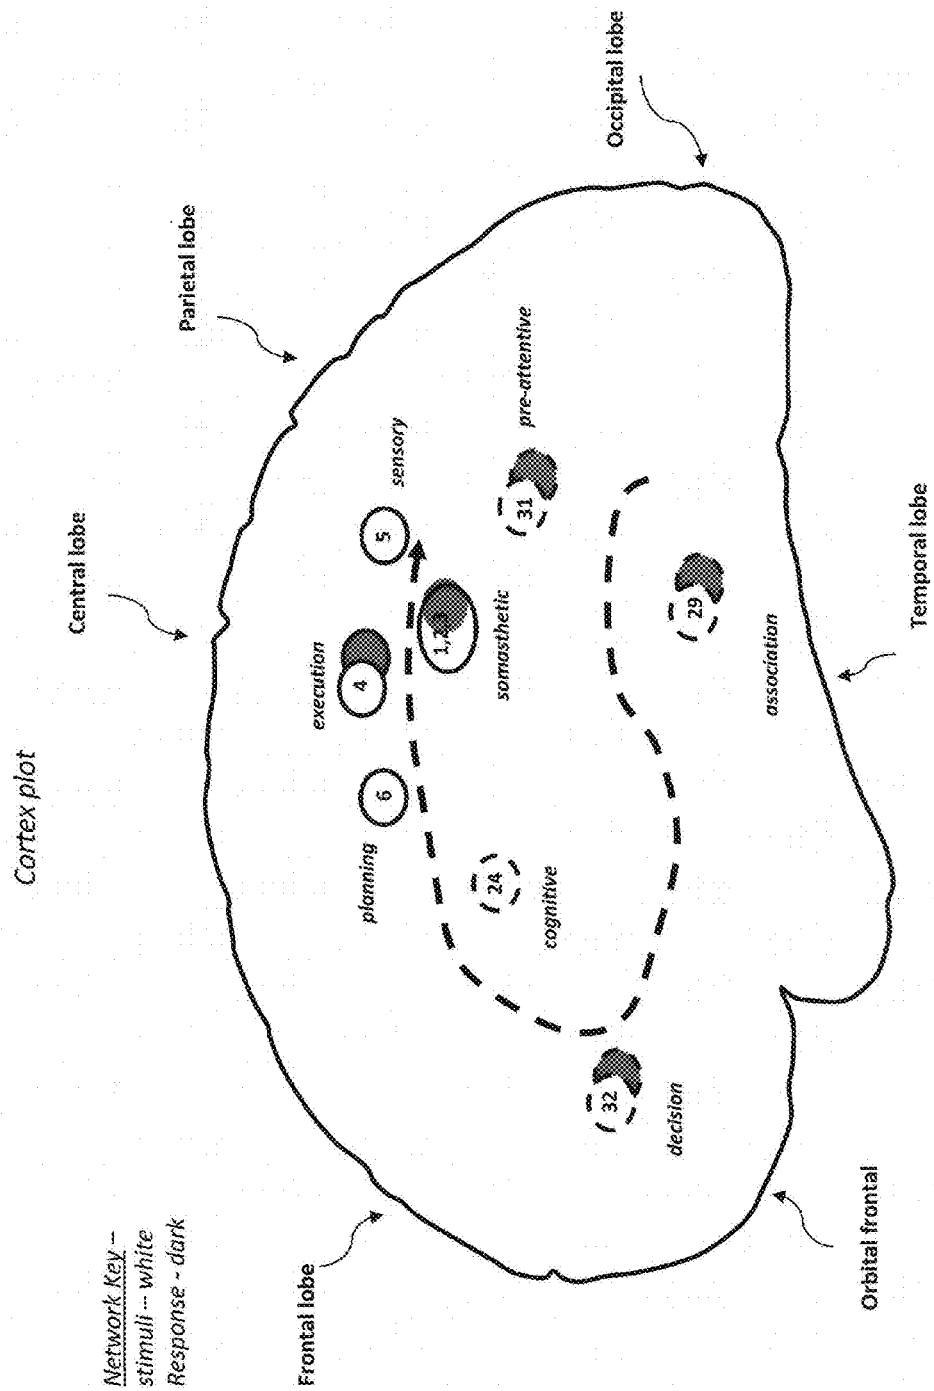 Cortex plot
Network Key –
stimuli – white
Response - dark
Central lobe
Parietal lobe
Frontal lobe
Occipital lobe
execution
planning
sensory
6
4
5
1,2,3
somasthetic
24
cognitive
31
pre-attentive
32
decision
29
association
Orbital frontal
Temporal lobe